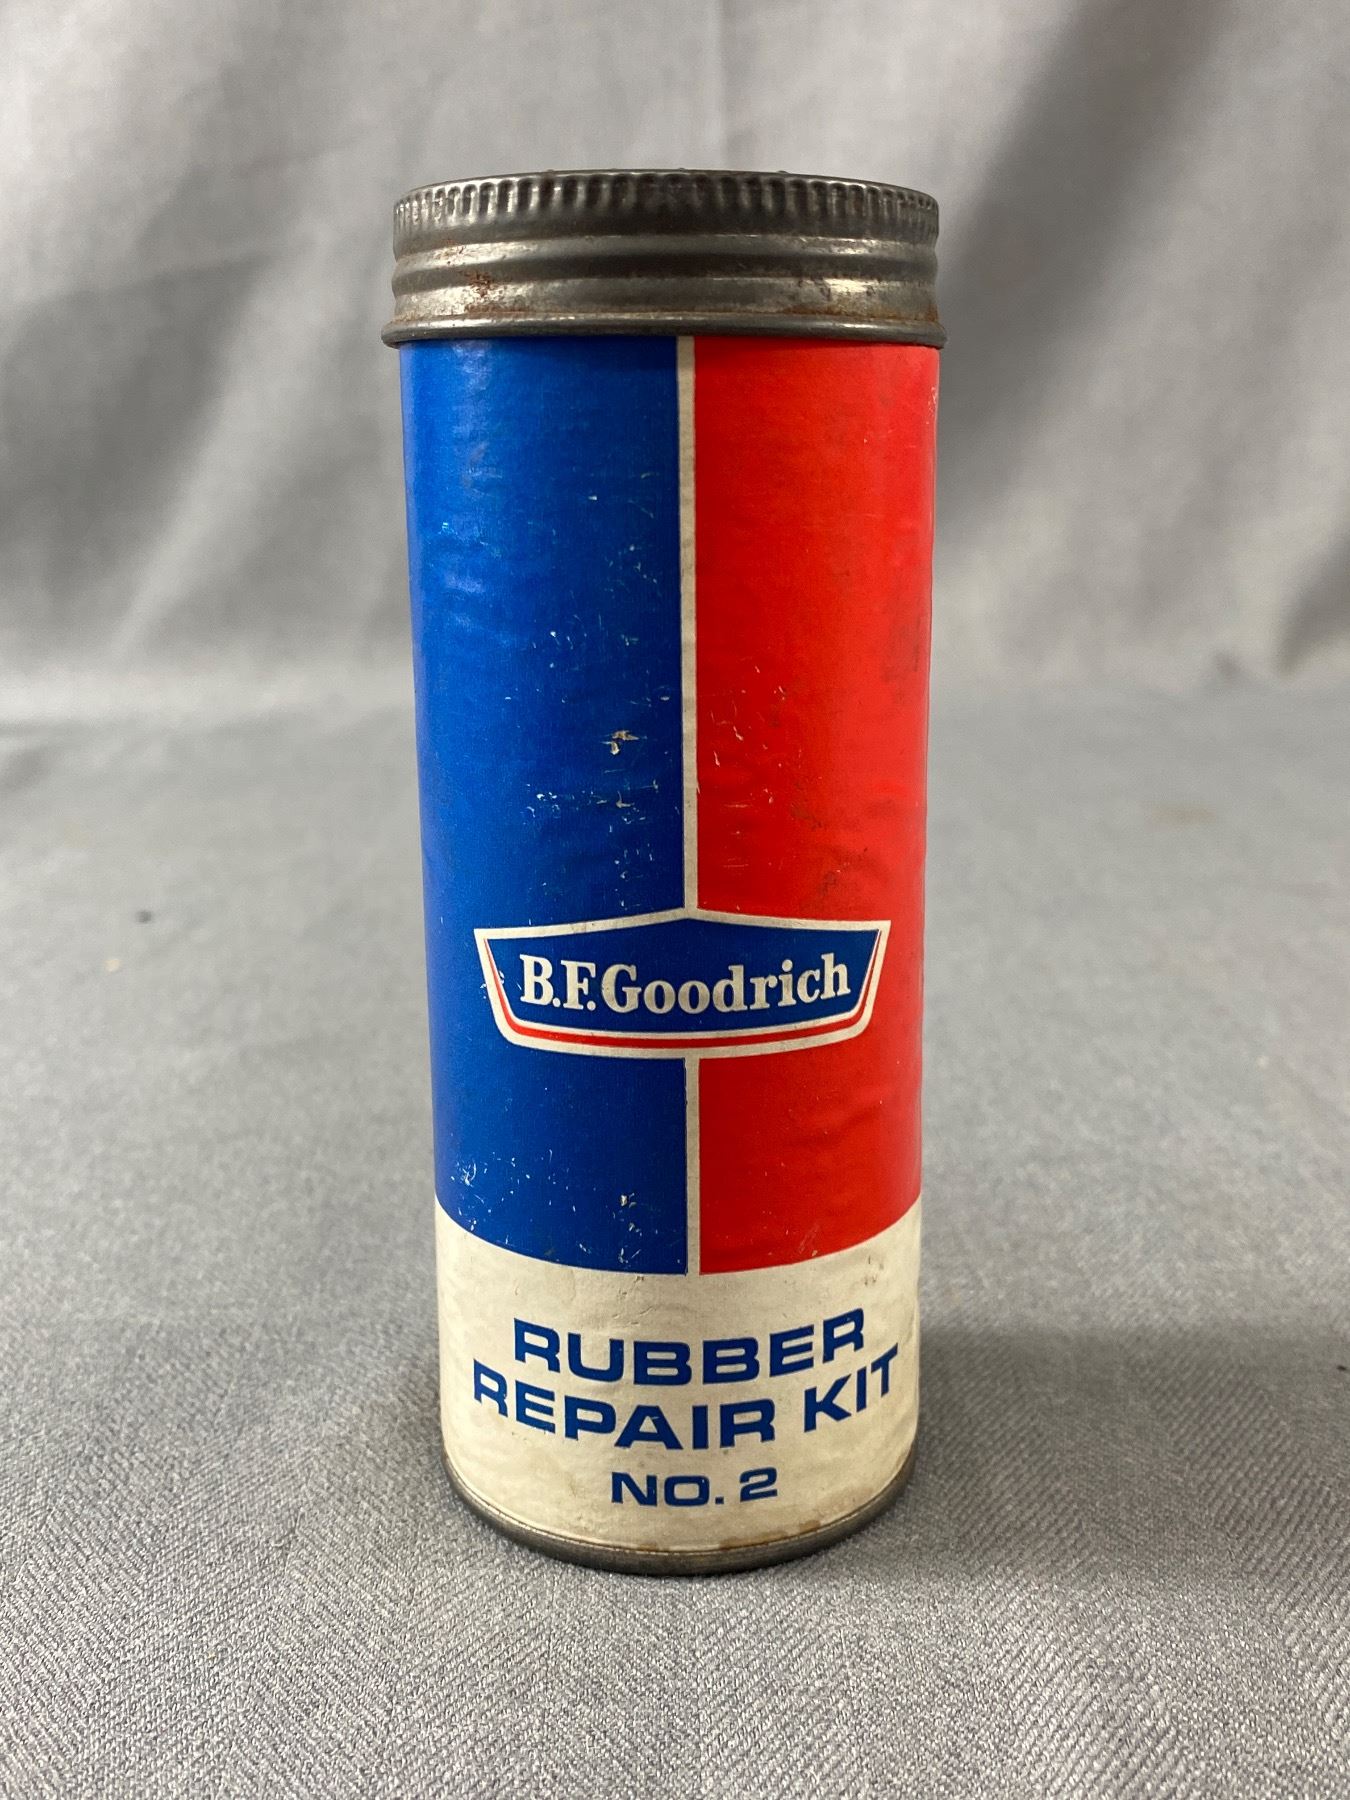 B.F.Goodrich
RUBBER
REPAIR KIT
NO. 2